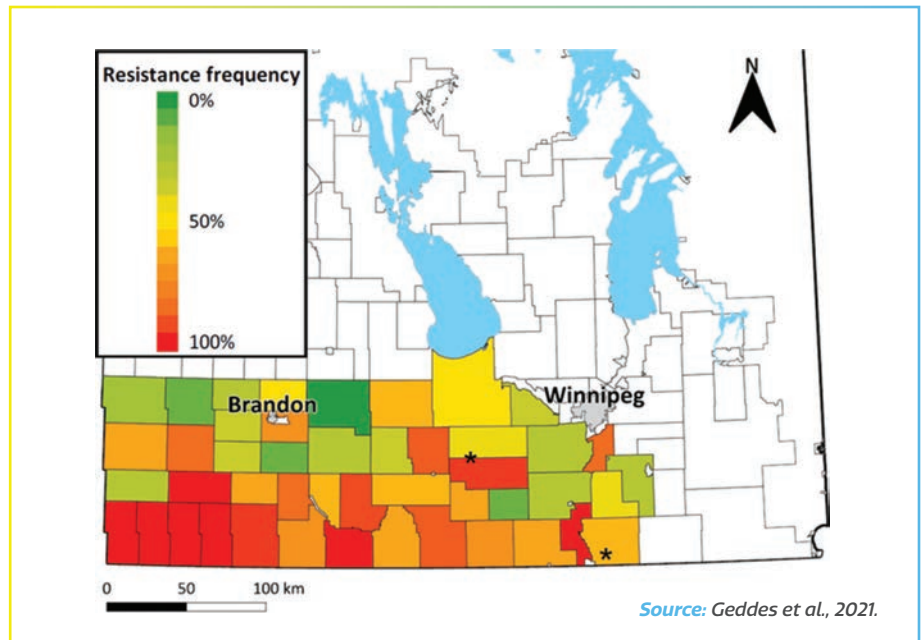 Resistance frequency
0%
50%
100%
N
Brandon
Winnipeg
*
*
0 50 100 km
Source: Geddes et al., 2021.